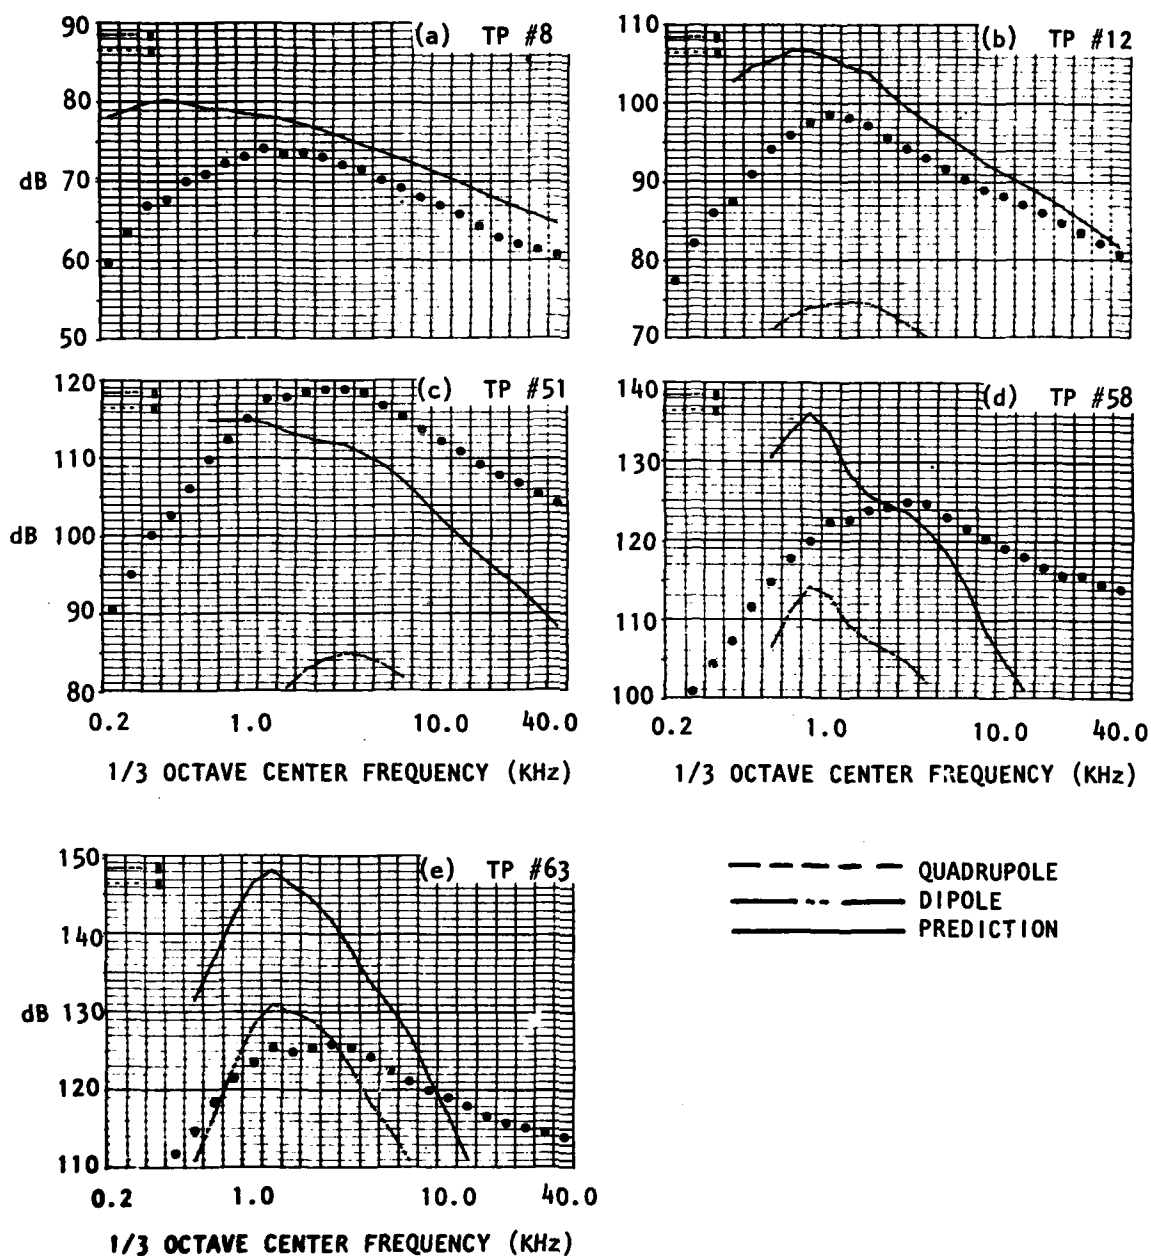 (a) TP #8
90
80
dB 70
60
50
(b) TP #12
110
100
90
80
70
(c) TP #51
120
110
dB 100
90
80
0.2 1.0 10.0 40.0
1/3 OCTAVE CENTER FREQUENCY (KHz)
(d) TP #58
140
130
120
110
100
0.2 1.0 10.0 40.0
1/3 OCTAVE CENTER FREQUENCY (KHz)
(e) TP #63
150
140
dB 130
120
110
0.2 1.0 10.0 40.0
1/3 OCTAVE CENTER FREQUENCY (KHz)
QUADRUPOLE
DIPOLE
PREDICTION